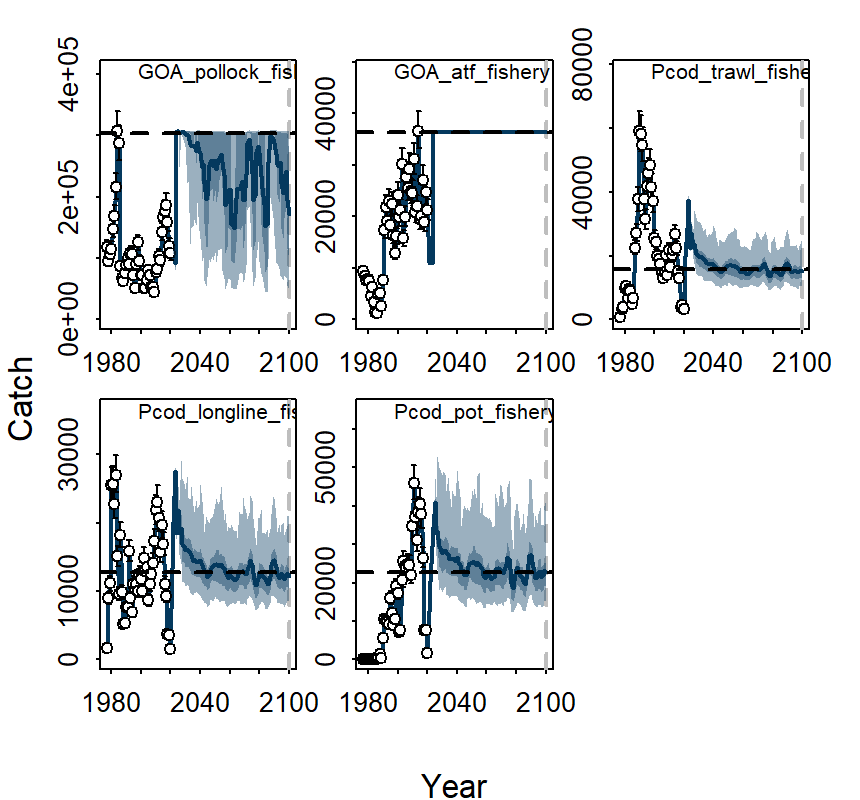 GOA_pollock_fis
GOA_atf_fishery
Pcod_trawl_fishe
0e+00 2e+05 4e+05
0 20000 40000
0 40000 80000
1980 2040 2100
1980 2040 2100
1980 2040 2100
Catch
Pcod_longline_fis
Pcod_pot_fishery
0 10000 30000
0 20000 50000
1980 2040 2100
1980 2040 2100
Year